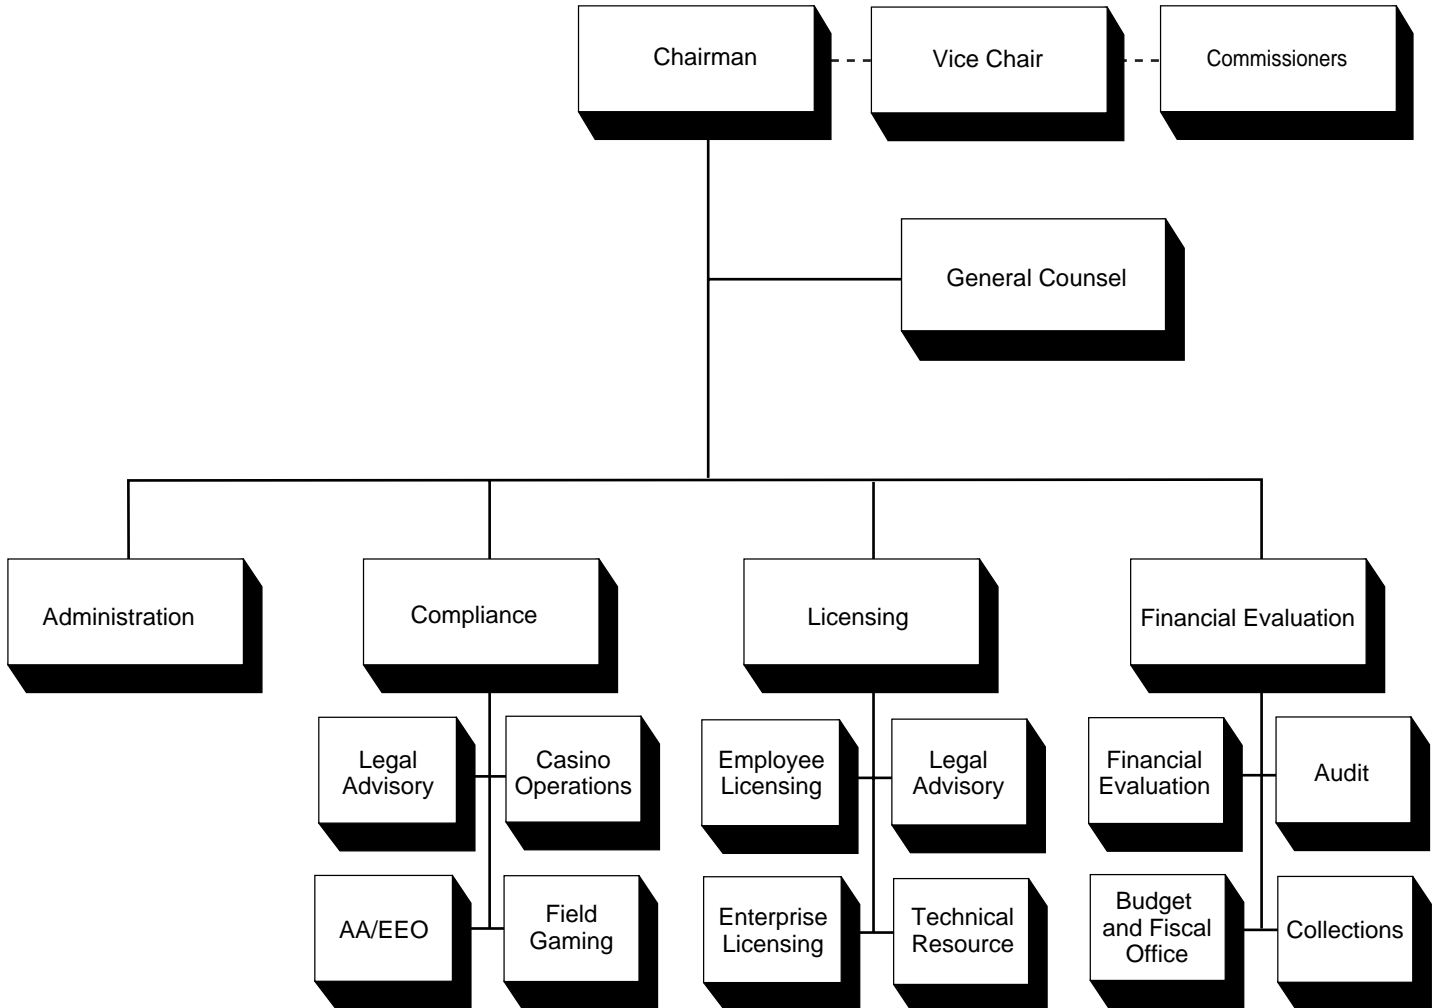 Chairman
Vice Chair
Commissioners
General Counsel
Administration
Compliance
Licensing
Financial Evaluation
Legal
Advisory
Casino
Operations
Employee
Licensing
Legal
Advisory
Financial
Evaluation
Audit
AA/EEO
Field
Gaming
Enterprise
Licensing
Technical
Resource
Budget
and Fiscal
Office
Collections